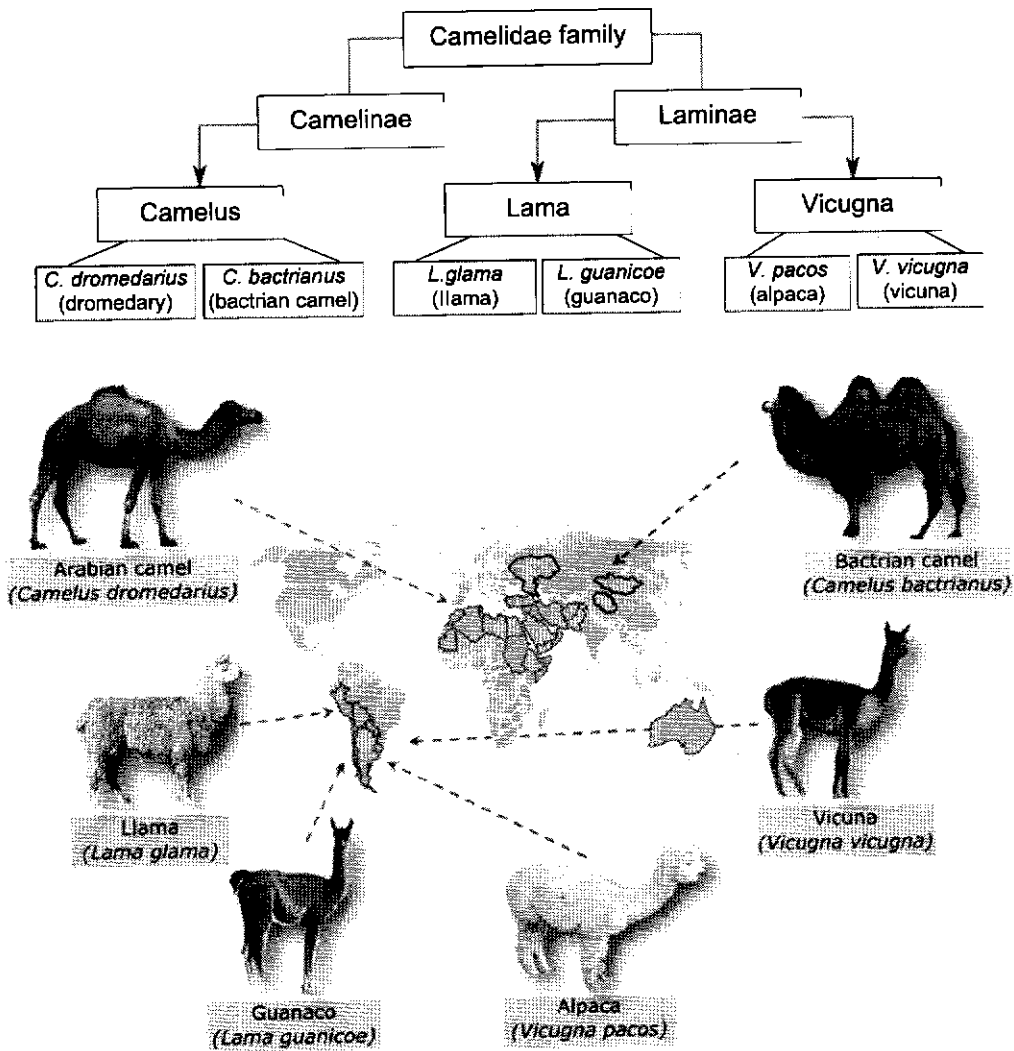 Camelidae family
Camelinae
Laminae
Camelus
Lama
Vicugna
C. dromedarius
(dromedary)
C. bactrianus
(bactrian camel)
L.glama
(llama)
L. guanicoe
(guanaco)
V. pacos
(alpaca)
V. vicugna
(vicuna)
Arabian camel
(Camelus dromedarius)
Bactrian camel
(Camelus bactrianus)
Llama
(Lama glama)
Vicuna
(Vicugna vicugna)
Guanaco
(Lama guanicoe)
Alpaca
(Vicugna pacos)